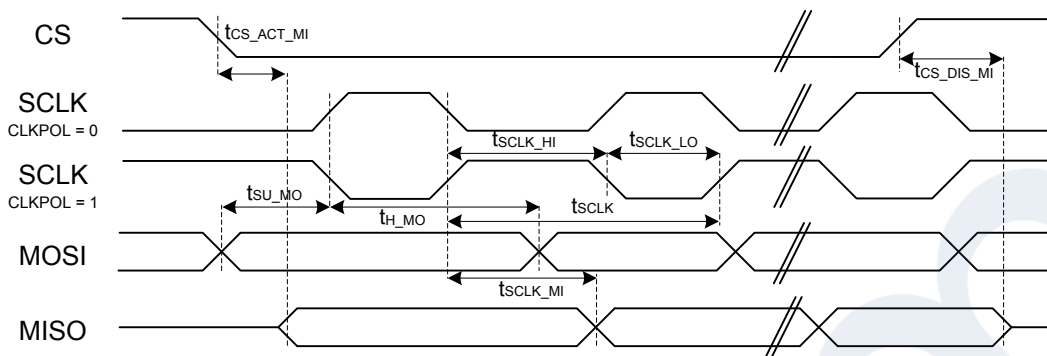 CS
tCS_ACT_MI
tCS_DIS_MI
SCLK
CLKPOL = 0
tSCLK_HI
tSCLK_LO
SCLK
CLKPOL = 1
tSU_MO
tH_MO
tSCLK
MOSI
tSCLK_MI
MISO